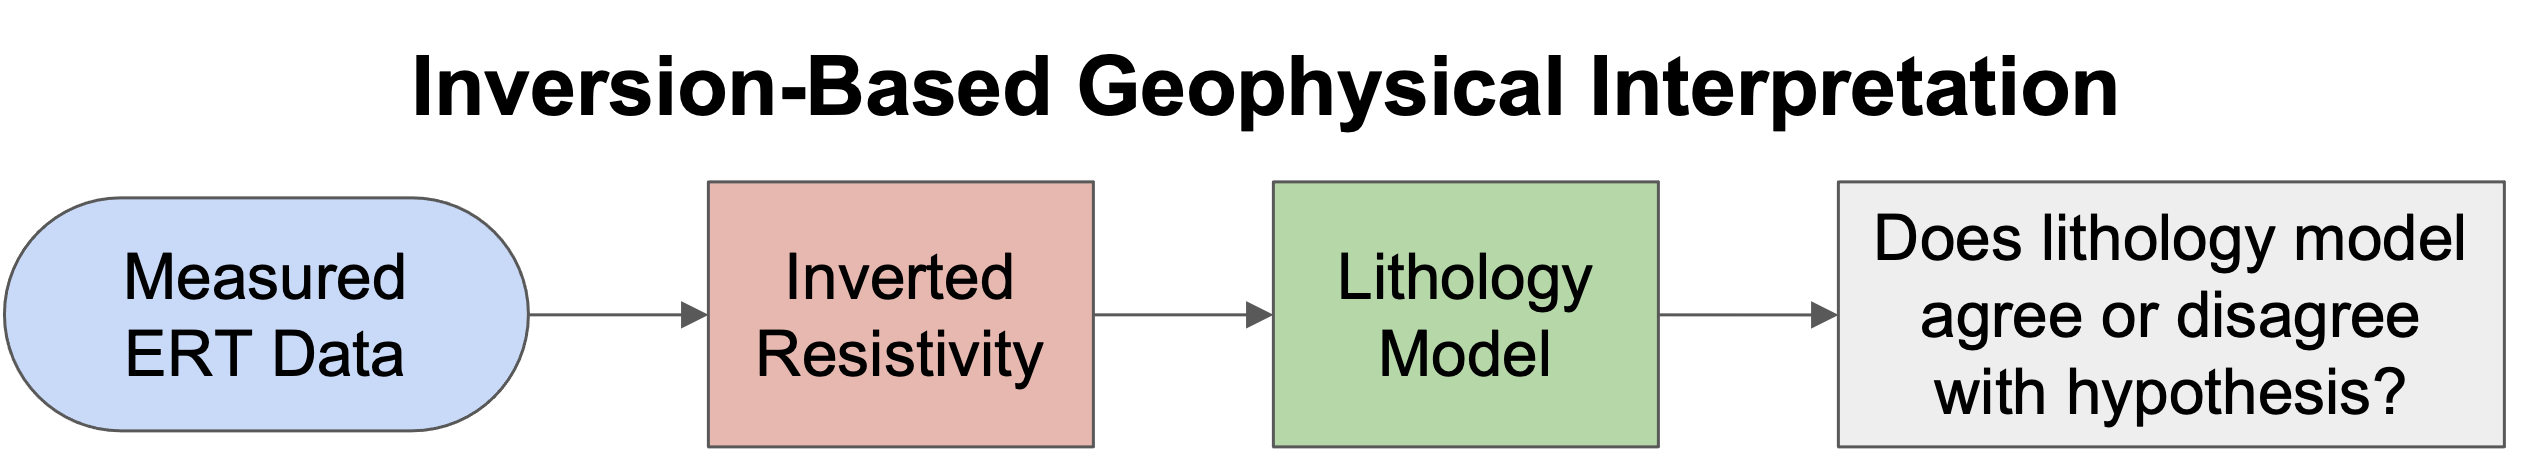 Inversion-Based Geophysical Interpretation
Measured
ERT Data
Inverted
Resistivity
Lithology
Model
Does lithology model
agree or disagree
with hypothesis?